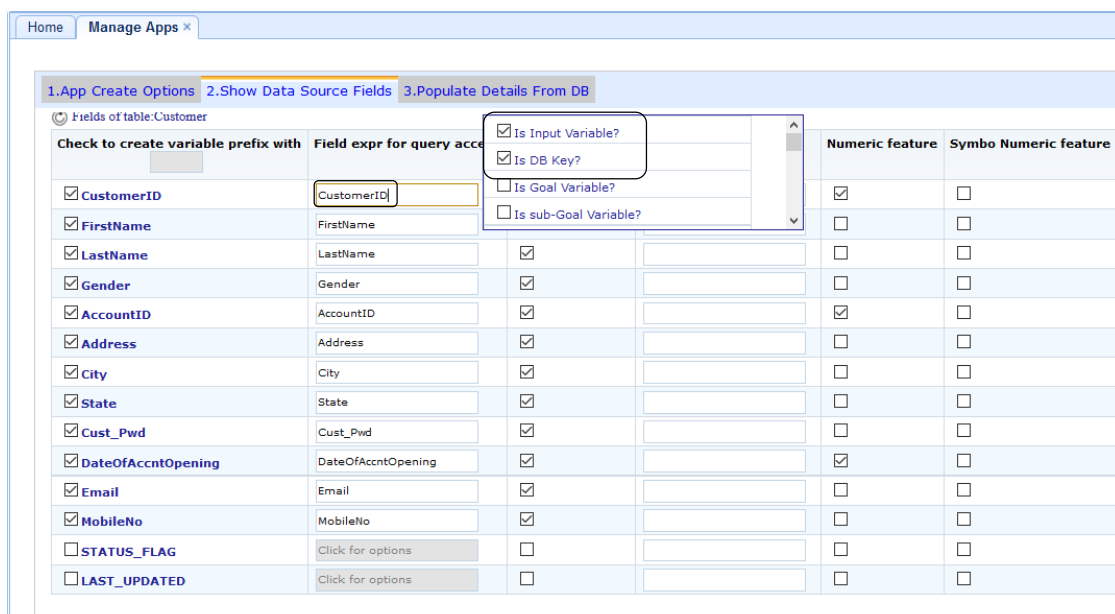 Home Manage Apps ×
1.App Create Options 2.Show Data Source Fields 3.Populate Details From DB
Fields of table:Customer
Check to create variable prefix with Field expr for query acce Numeric feature Symbo Numeric feature
Is Input Variable?
Is DB Key?
Is Goal Variable?
Is sub-Goal Variable?
CustomerID CustomerID
FirstName FirstName
LastName LastName
Gender Gender
AccountID AccountID
Address Address
City City
State State
Cust_Pwd Cust_Pwd
DateOfAccntOpening DateOfAccntOpening
Email Email
MobileNo MobileNo
STATUS_FLAG Click for options
LAST_UPDATED Click for options